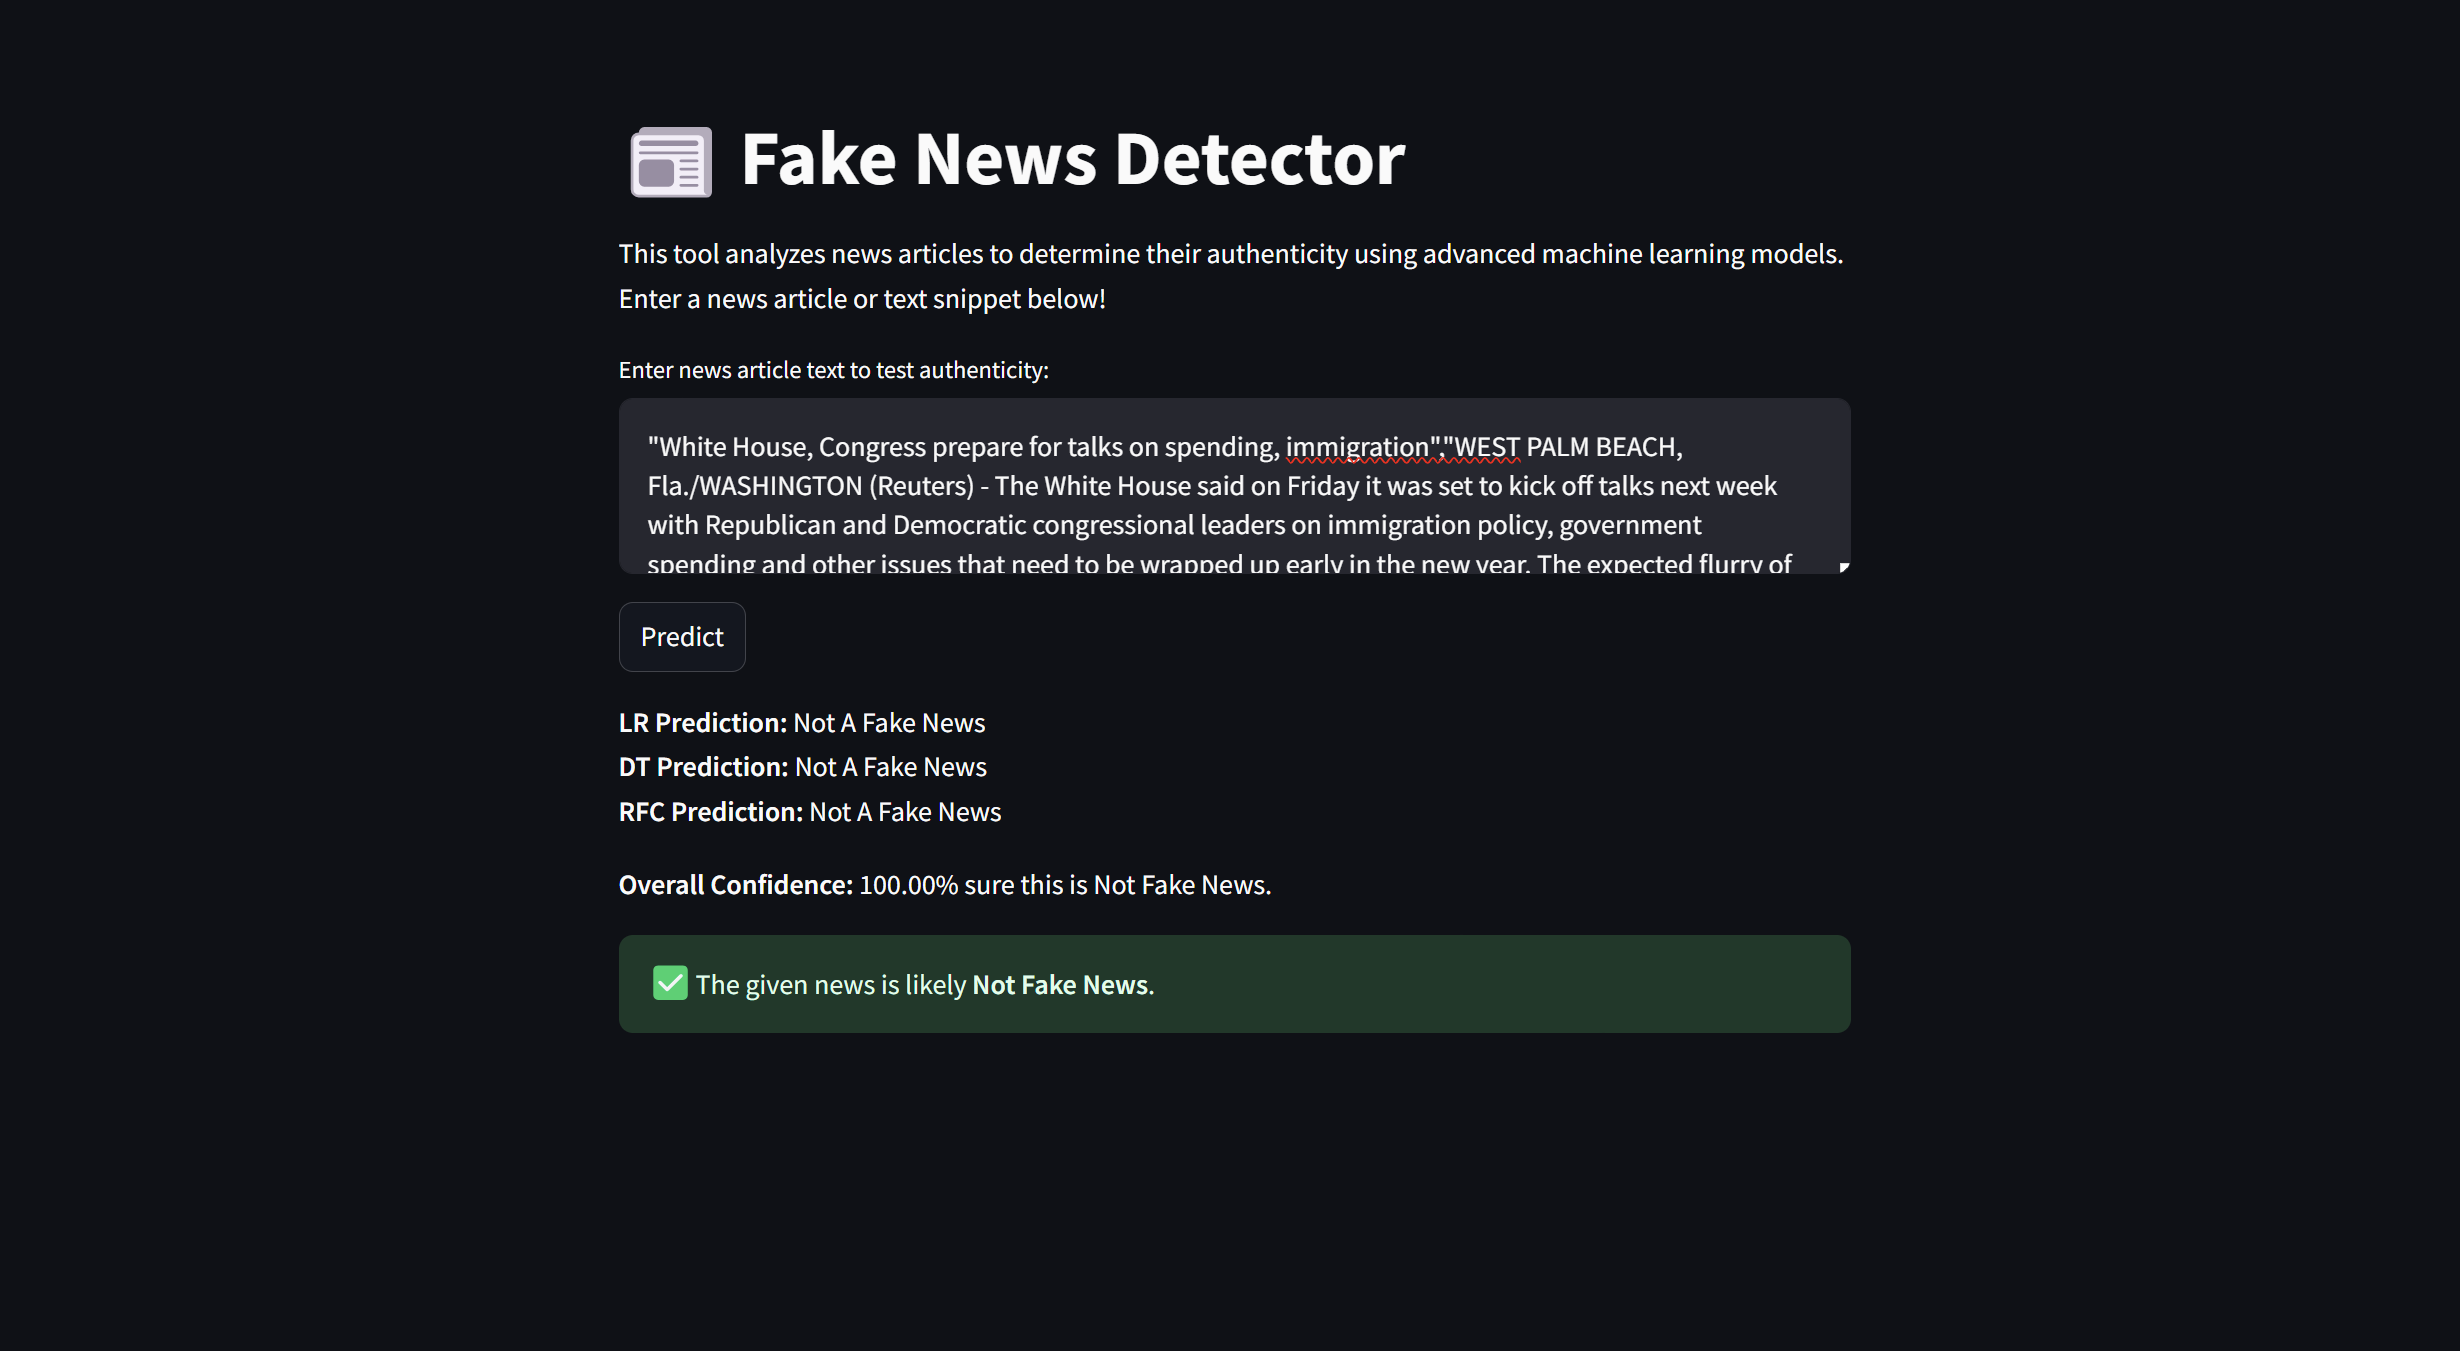 Fake News Detector
This tool analyzes news articles to determine their authenticity using advanced machine learning models.
Enter a news article or text snippet below!
Enter news article text to test authenticity:
"White House, Congress prepare for talks on spending, immigration","WEST PALM BEACH,
Fla./WASHINGTON (Reuters) - The White House said on Friday it was set to kick off talks next week
with Republican and Democratic congressional leaders on immigration policy, government
spending and other issues that need to be wrapped up early in the new year. The expected flurry of
Predict
LR Prediction: Not A Fake News
DT Prediction: Not A Fake News
RFC Prediction: Not A Fake News
Overall Confidence: 100.00% sure this is Not Fake News.
The given news is likely Not Fake News.